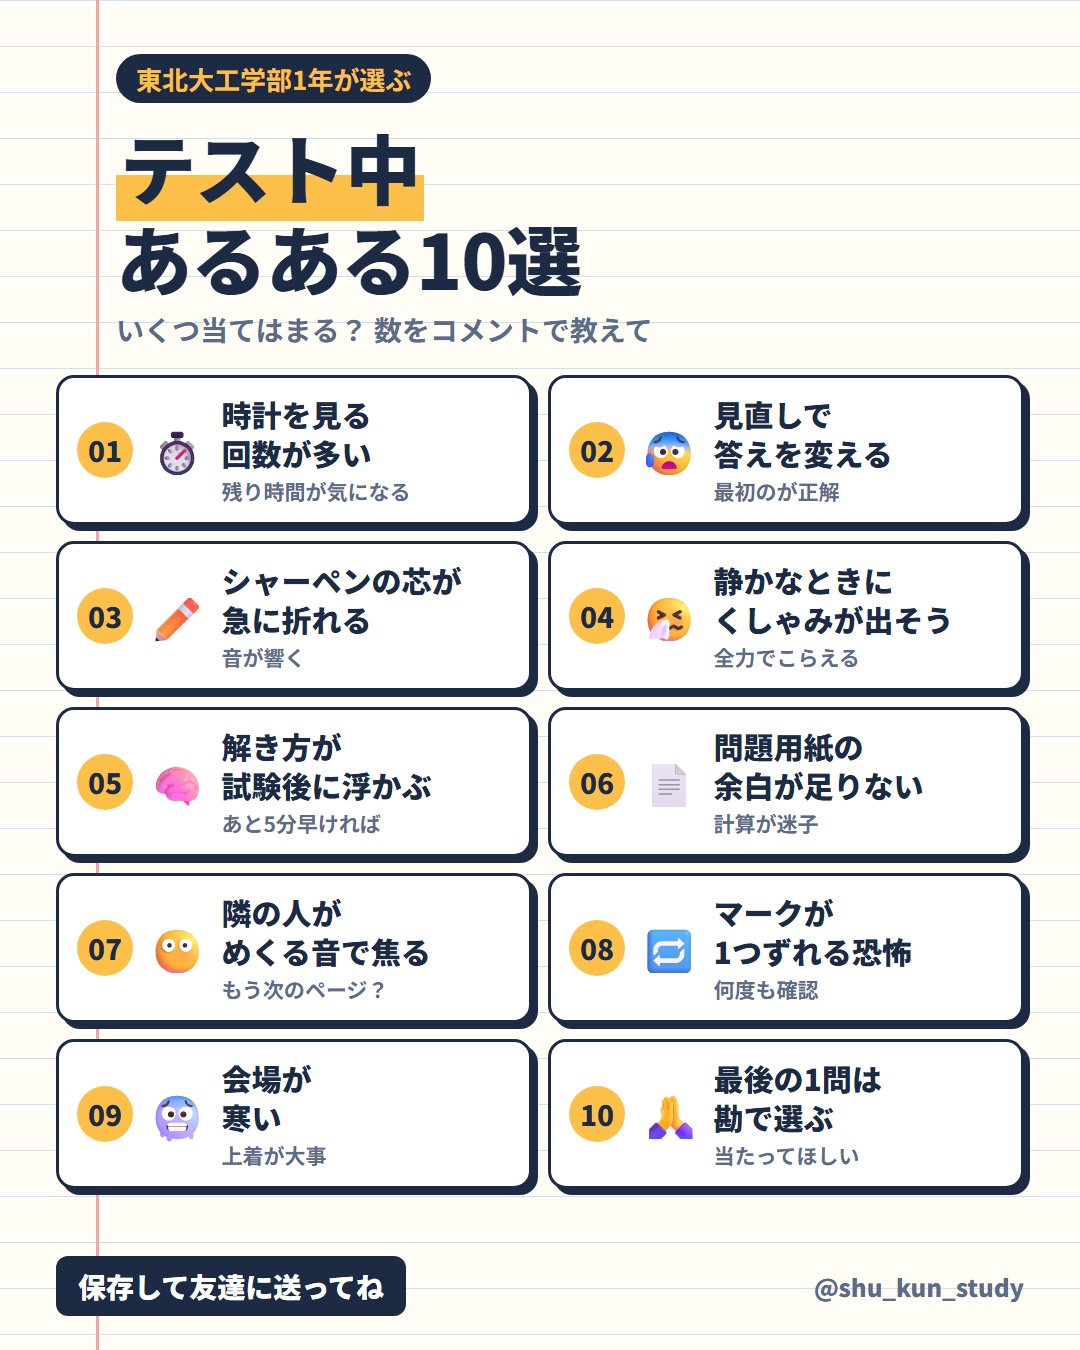 東北大工学部1年が選ぶ
テスト中
あるある10選
いくつ当てはまる？ 数をコメントで教えて
01
時計を見る
回数が多い
残り時間が気になる
02
見直しで
答えを変える
最初のが正解
03
シャーペンの芯が
急に折れる
音が響く
04
静かなときに
くしゃみが出そう
全力でこらえる
05
解き方が
試験後に浮かぶ
あと5分早ければ
06
問題用紙の
余白が足りない
計算が迷子
07
隣の人が
めくる音で焦る
もう次のページ？
08
マークが
1つずれる恐怖
何度も確認
09
会場が
寒い
上着が大事
10
最後の1問は
勘で選ぶ
当たってほしい
保存して友達に送ってね
@shu_kun_study